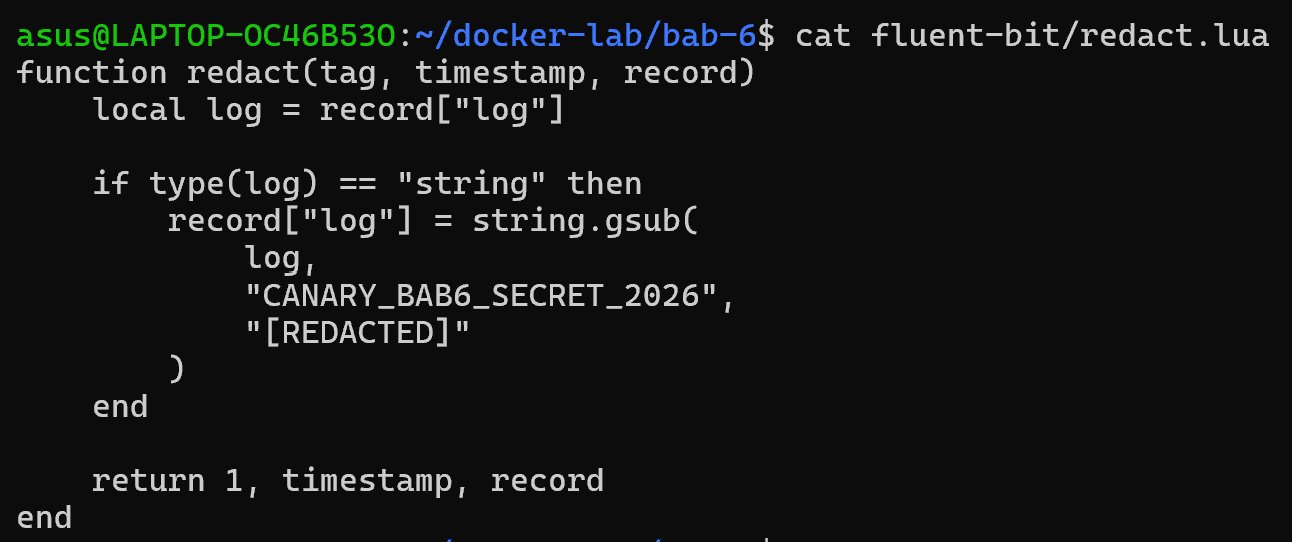 asus@LAPTOP-OC46B53O:~/docker-lab/bab-6$ cat fluent-bit/redact.lua
function redact(tag, timestamp, record)
    local log = record["log"]

    if type(log) == "string" then
        record["log"] = string.gsub(
            log,
            "CANARY_BAB6_SECRET_2026",
            "[REDACTED]"
        )
    end

    return 1, timestamp, record
end